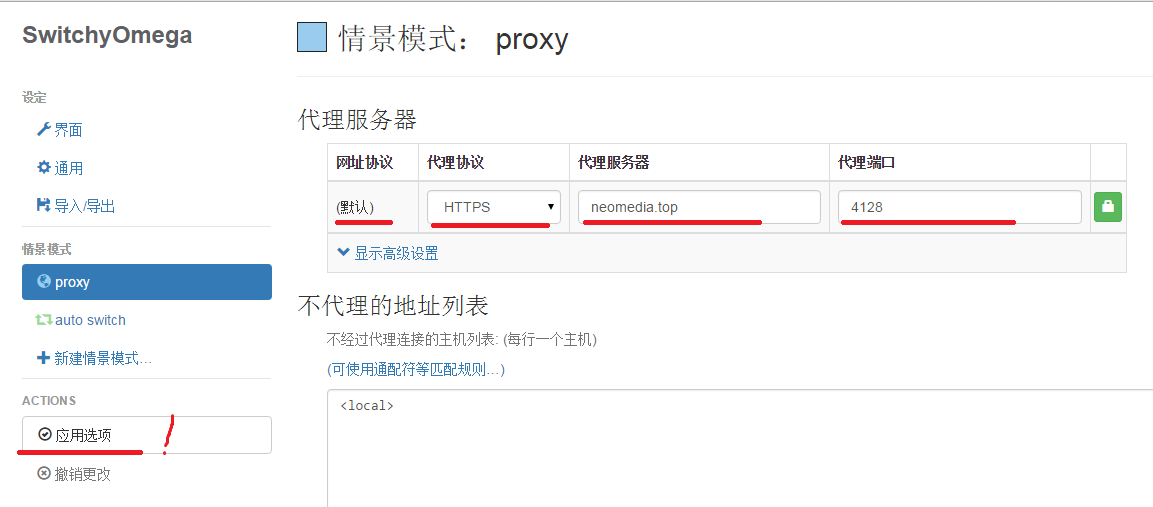 SwitchyOmega
设定
界面
通用
导入/导出
情景模式
proxy
auto switch
新建情景模式...
ACTIONS
应用选项
撤销更改
情景模式： proxy
代理服务器
网址协议 代理协议 代理服务器 代理端口
(默认) HTTPS neomedia.top 4128
显示高级设置
不代理的地址列表
不经过代理连接的主机列表: (每行一个主机)
(可使用通配符等匹配规则...)
<local>